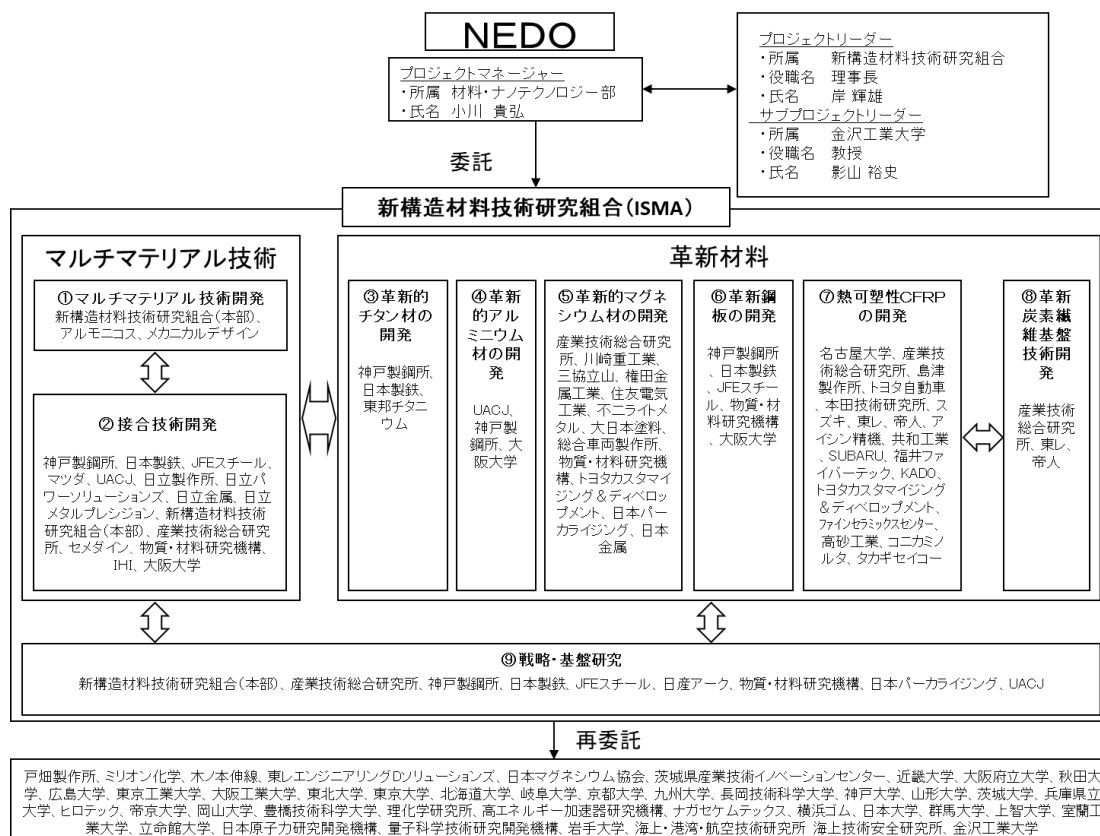 NEDO
プロジェクトマネージャー
・所属 材料・ナノテクノロジー部
・氏名 小川 貴弘
プロジェクトリーダー
・所属 新構造材料技術研究組合
・役職名 理事長
・氏名 岸 輝雄
サブプロジェクトリーダー
・所属 金沢工業大学
・役職名 教授
・氏名 影山 裕史
委託
新構造材料技術研究組合(ISMA)
マルチマテリアル技術
①マルチマテリアル技術開発
新構造材料技術研究組合(本部)、
アルモニコス、メカニカルデザイン
②接合技術開発
神戸製鋼所、日本製鉄、JFEスチール、
マツダ、UACJ、日立製作所、日立パ
ワーソリューションズ、日立金属、日立
メタルプレシジョン、新構造材料技術
研究組合(本部)、産業技術総合研究
所、セメダイン、物質・材料研究機構、
IHI、大阪大学
革新材料
③革新的
チタン材の
開発
神戸製鋼所、
日本製鉄、
東邦チタニ
ウム
④革新
的アル
ミニウム
材の開
発
UACJ、
神戸製
鋼所、大
阪大学
⑤革新的マグネ
シウム材の開発
産業技術総合研究
所、川崎重工業、
三協立山、権田金
属工業、住友電気
工業、不二ライトメ
タル、大日本塗料、
総合車両製作所、
物質・材料研究機
構、トヨタカスタマイ
ジング&ディベロッ
プメント、日本パー
カライジング、日本
金属
⑥革新鋼
板の開発
神戸製鋼所
、日本製鉄
、JFEスチー
ル、物質・材
料研究機構
、大阪大学
⑦熱可塑性CFRP
の開発
名古屋大学、産業技
術総合研究所、島津
製作所、トヨタ自動車
、本田技術研究所、ス
ズキ、東レ、帝人、ア
イシン精機、共和工業
、SUBARU、福井ファ
イバーテック、KADO、
トヨタカスタマイジング
&ディベロップメント、
ファインセラミックスセンター、
高砂工業、コニカミノ
ルタ、タカギセイコー
⑧革新
炭素繊
維基盤
技術開
発
産業技術
総合研究
所、東レ、
帝人
⑨戦略・基盤研究
新構造材料技術研究組合(本部)、産業技術総合研究所、神戸製鋼所、日本製鉄、JFEスチール、日産アーク、物質・材料研究機構、日本パーカライジング、UACJ
再委託
戸畑製作所、ミリオン化学、木ノ本伸線、東レエンジニアリングDソリューションズ、日本マグネシウム協会、茨城県産業技術イノベーションセンター、近畿大学、大阪府立大学、秋田大
学、広島大学、東京工業大学、大阪工業大学、東北大学、東京大学、北海道大学、岐阜大学、京都大学、九州大学、長岡技術科学大学、神戸大学、山形大学、茨城大学、兵庫県立
大学、ヒロテック、帝京大学、岡山大学、豊橋技術科学大学、理化学研究所、高エネルギー加速器研究機構、ナガセケムテックス、横浜ゴム、日本大学、群馬大学、上智大学、室蘭工
業大学、立命館大学、日本原子力研究開発機構、量子科学技術研究開発機構、岩手大学、海上・港湾・航空技術研究所 海上技術安全研究所、金沢工業大学